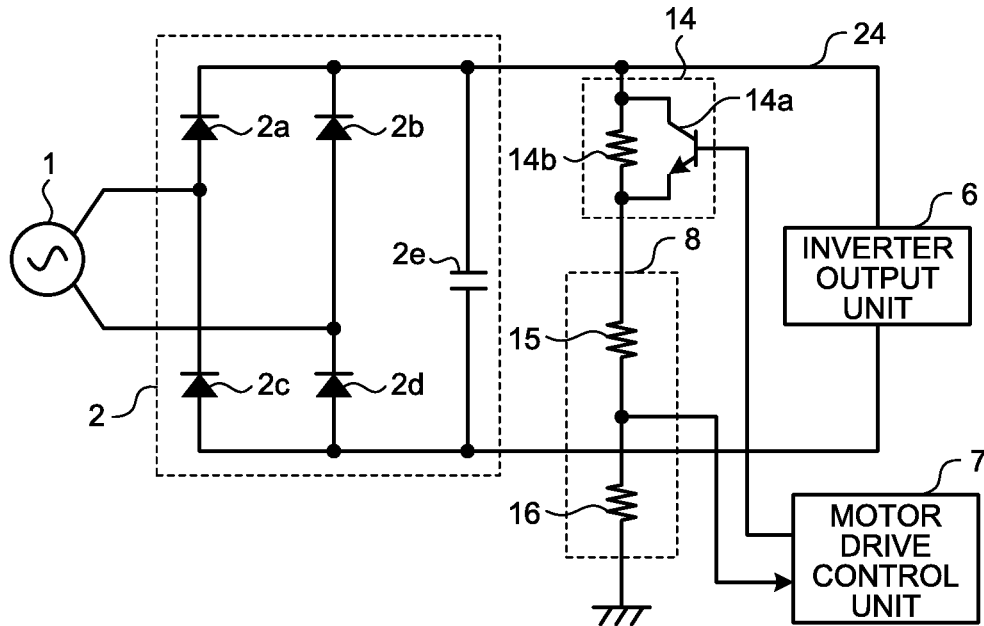 14
24
14a
2a
2b
14b
1
6
8
2e
INVERTER
OUTPUT
UNIT
15
2c
2d
2
7
16
MOTOR
DRIVE
CONTROL
UNIT